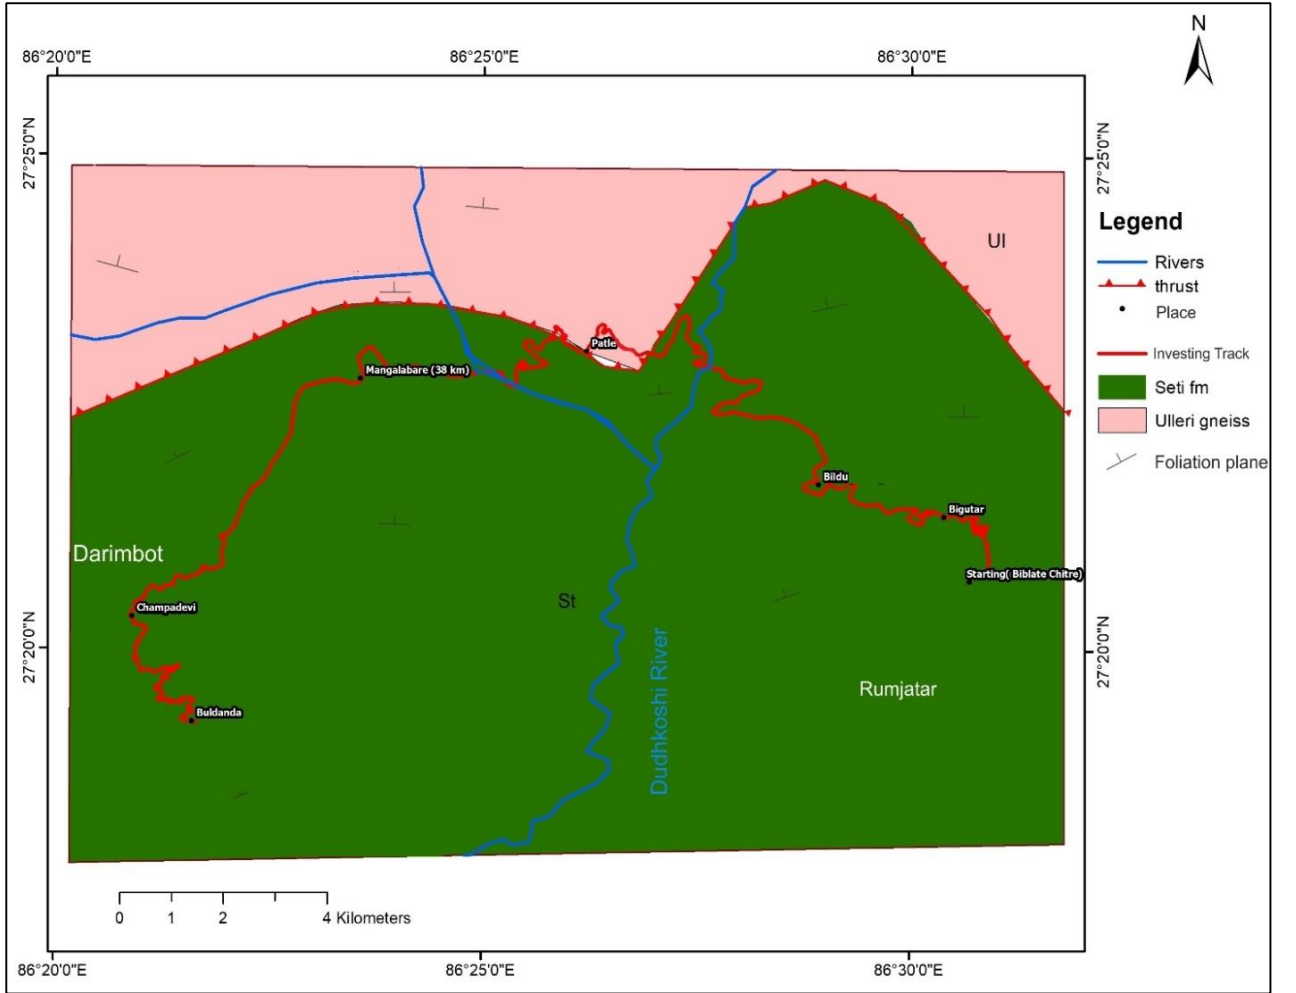 N
86°20'0"E
86°25'0"E
86°30'0"E
27°25'0"N
27°25'0"N
Legend
Rivers
thrust
Place
Investing Track
Seti fm
Ulleri gneiss
Foliation plane
Ul
Patle
Mangalabare (38 km)
Bildu
Bigutar
Darimbot
Starting( Biblate Chitre)
St
Champadevi
27°20'0"N
27°20'0"N
Dudhkoshi River
Rumjatar
Buldanda
0 1 2 4 Kilometers
86°20'0"E
86°25'0"E
86°30'0"E